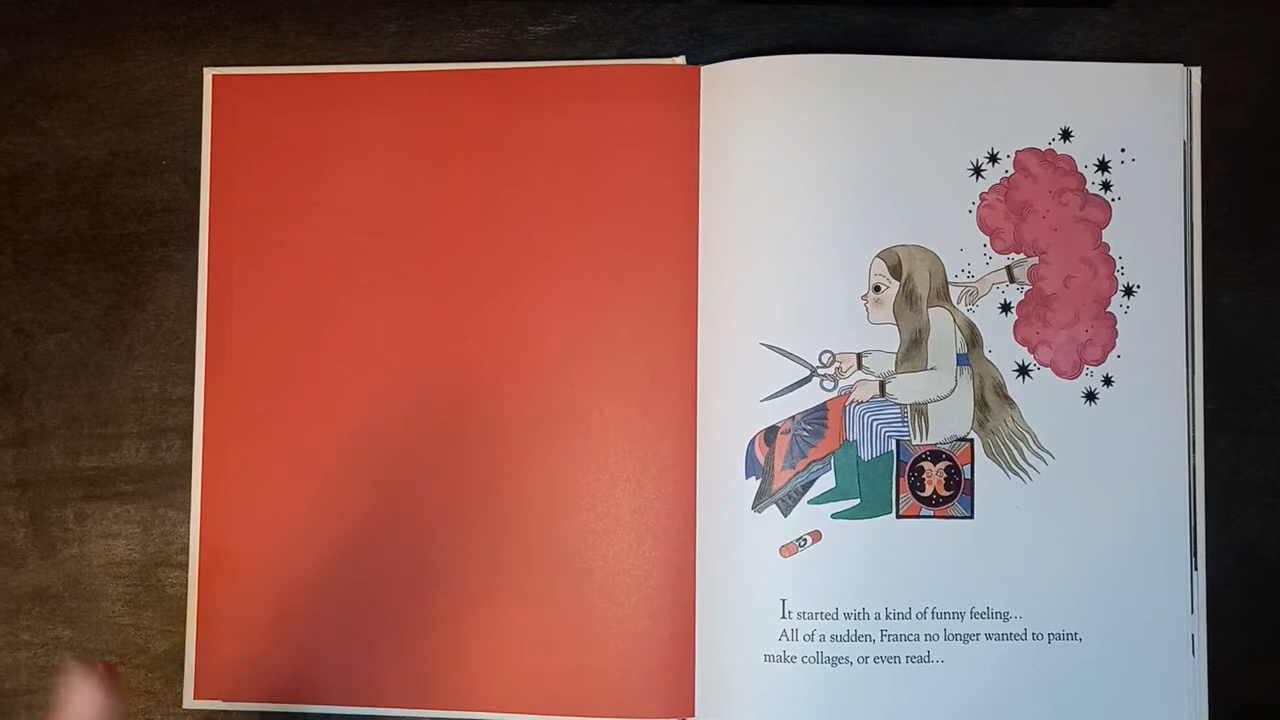 It started with a kind of funny feeling...
All of a sudden, Franca no longer wanted to paint,
make collages, or even read...